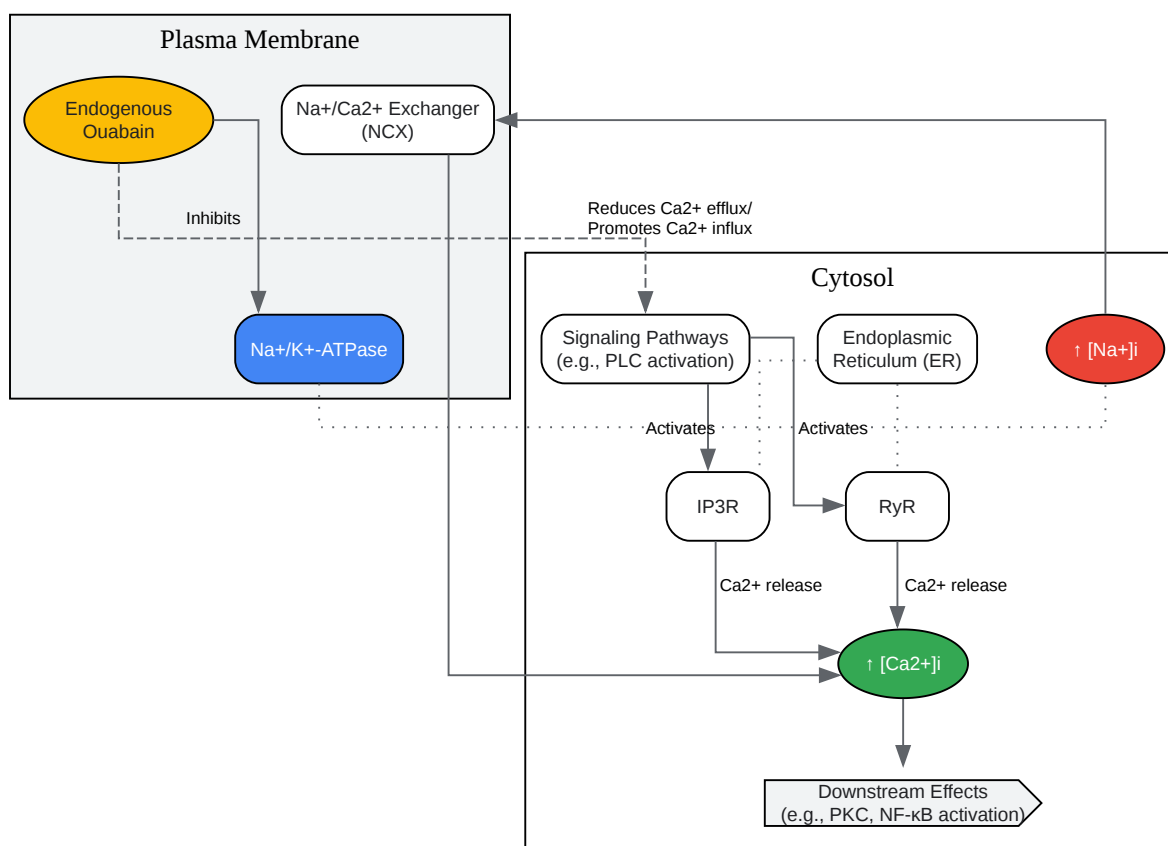 Plasma Membrane
Endogenous
Ouabain
Na+/Ca2+ Exchanger
(NCX)
Inhibits
Reduces Ca2+ efflux/
Promotes Ca2+ influx
Cytosol
Na+/K+-ATPase
Signaling Pathways
(e.g., PLC activation)
Endoplasmic
Reticulum (ER)
↑ [Na+]i
Activates
Activates
IP3R
RyR
Ca2+ release
Ca2+ release
↑ [Ca2+]i
Downstream Effects
(e.g., PKC, NF-κB activation)